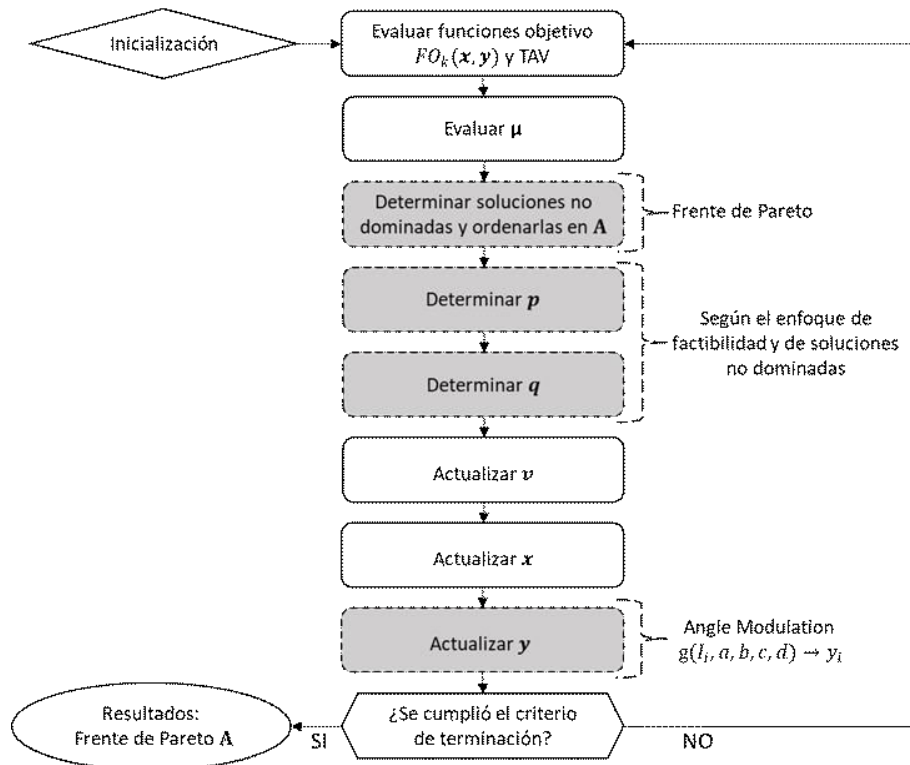 Inicialización
Evaluar funciones objetivo
FO_k(x, y) y TAV
Evaluar μ
Determinar soluciones no
dominadas y ordenarlas en A
Frente de Pareto
Determinar p
Según el enfoque de
factibilidad y de soluciones
no dominadas
Determinar q
Actualizar v
Actualizar x
Actualizar y
Angle Modulation
g(I_i, a, b, c, d) → y_i
¿Se cumplió el criterio
de terminación?
SI
NO
Resultados:
Frente de Pareto A